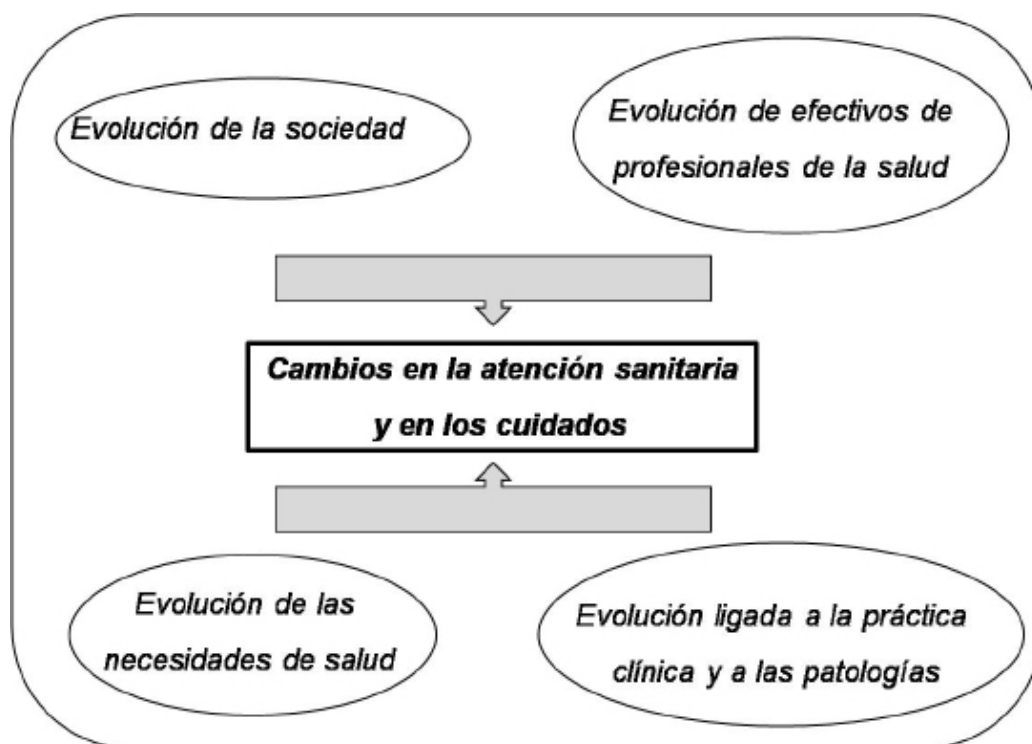 Evolución de la sociedad
Evolución de efectivos de
profesionales de la salud
Cambios en la atención sanitaria
y en los cuidados
Evolución de las
necesidades de salud
Evolución ligada a la práctica
clínica y a las patologías